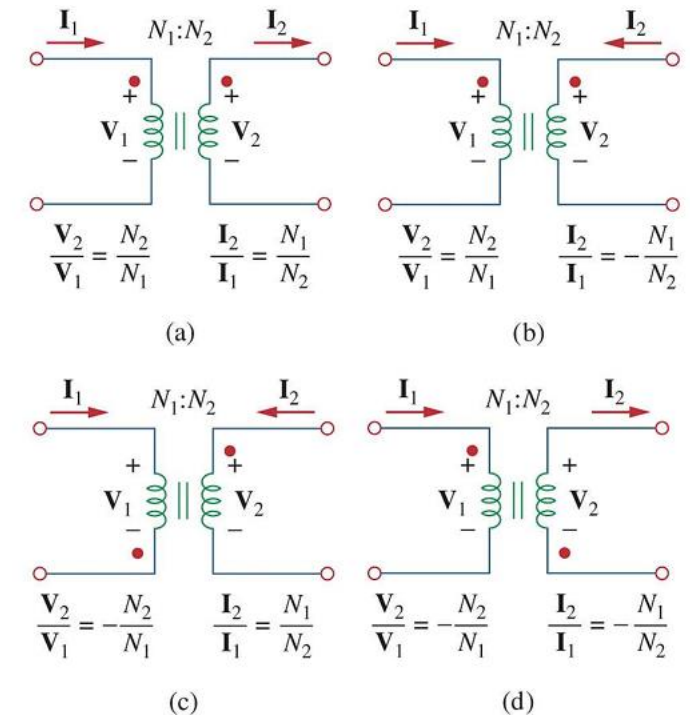 I₁ N₁:N₂ I₂
+ +
V₁ V₂
– –
V₂/V₁ = N₂/N₁ I₂/I₁ = N₁/N₂
(a)
I₁ N₁:N₂ I₂
+ +
V₁ V₂
– –
V₂/V₁ = N₂/N₁ I₂/I₁ = –N₁/N₂
(b)
I₁ N₁:N₂ I₂
+ +
V₁ V₂
– –
V₂/V₁ = –N₂/N₁ I₂/I₁ = N₁/N₂
(c)
I₁ N₁:N₂ I₂
+ +
V₁ V₂
– –
V₂/V₁ = –N₂/N₁ I₂/I₁ = –N₁/N₂
(d)